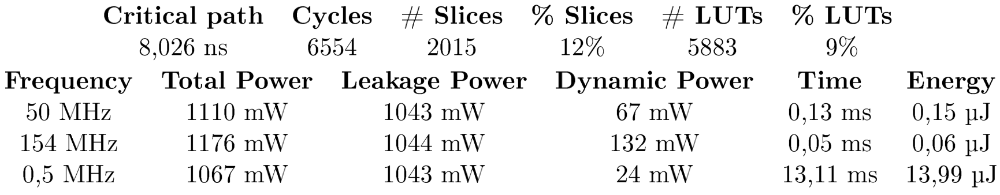 Critical path Cycles # Slices % Slices # LUTs % LUTs
8,026 ns 6554 2015 12% 5883 9%
Frequency Total Power Leakage Power Dynamic Power Time Energy
50 MHz 1110 mW 1043 mW 67 mW 0,13 ms 0,15 µJ
154 MHz 1176 mW 1044 mW 132 mW 0,05 ms 0,06 µJ
0,5 MHz 1067 mW 1043 mW 24 mW 13,11 ms 13,99 µJ